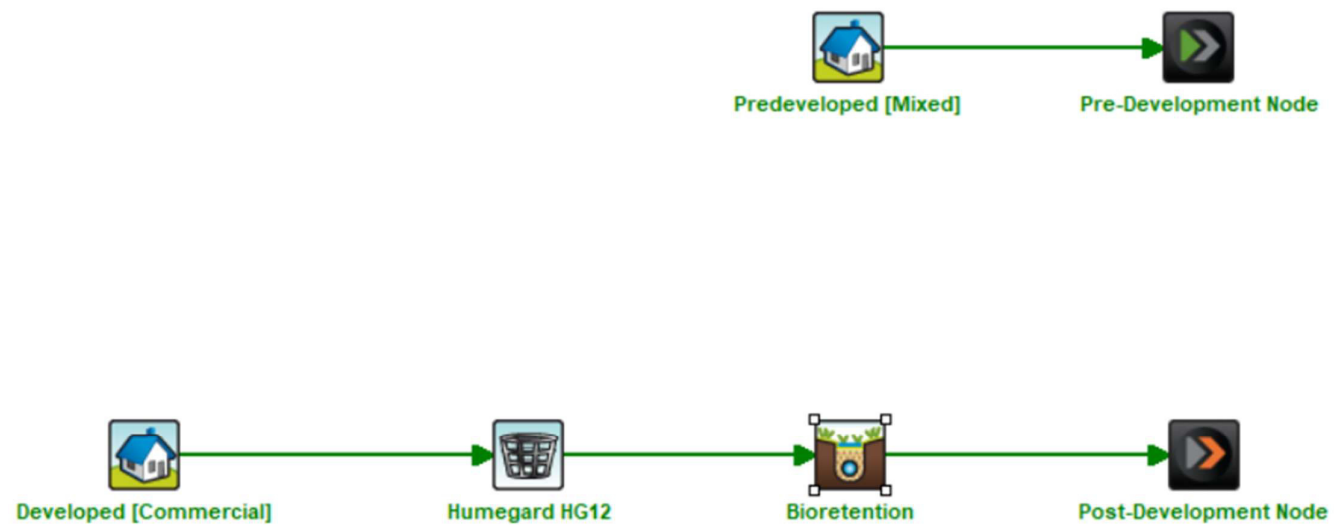 Predeveloped [Mixed]
Pre-Development Node
Developed [Commercial]
Humegard HG12
Bioretention
Post-Development Node